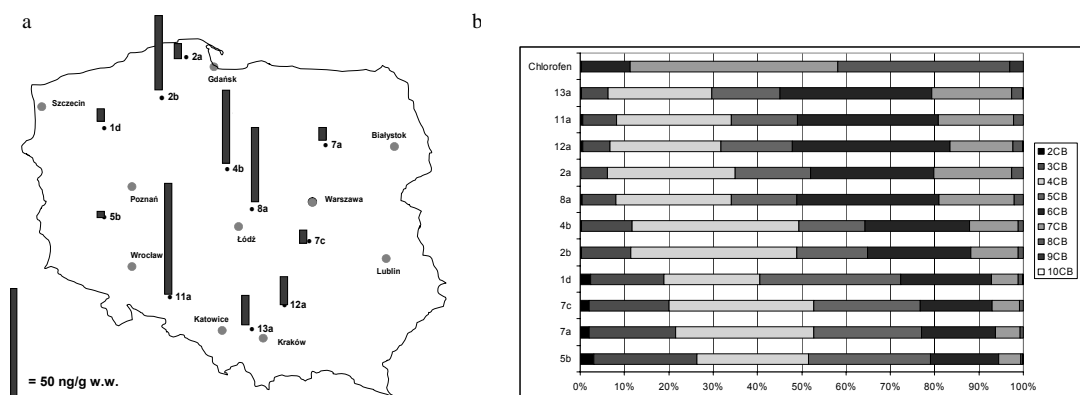 a
2a
Gdańsk
Szczecin
2b
1d
7a
Białystok
4b
Poznań
5b
8a
Warszawa
Łódź
7c
Wrocław
Lublin
11a
12a
Katowice
13a
Kraków
= 50 ng/g w.w.
b
Chlorofen
13a
11a
12a
2a
8a
4b
2b
1d
7c
7a
5b
0% 10% 20% 30% 40% 50% 60% 70% 80% 90% 100%
2CB
3CB
4CB
5CB
6CB
7CB
8CB
9CB
10CB